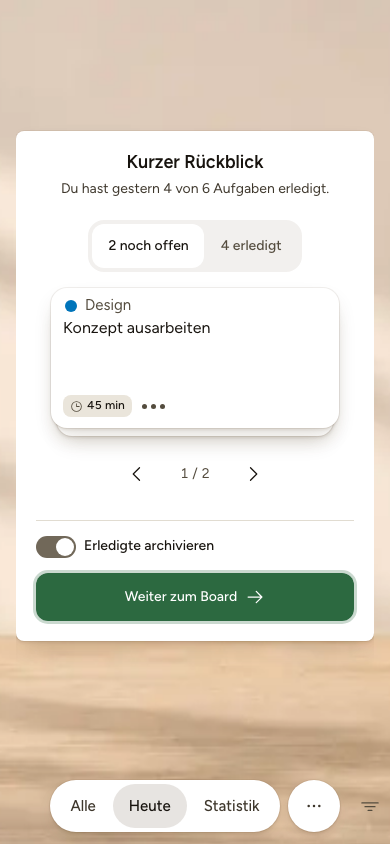 Kurzer Rückblick
Du hast gestern 4 von 6 Aufgaben erledigt.
2 noch offen
4 erledigt
Design
Konzept ausarbeiten
45 min
1 / 2
Erledigte archivieren
Weiter zum Board
Alle
Heute
Statistik